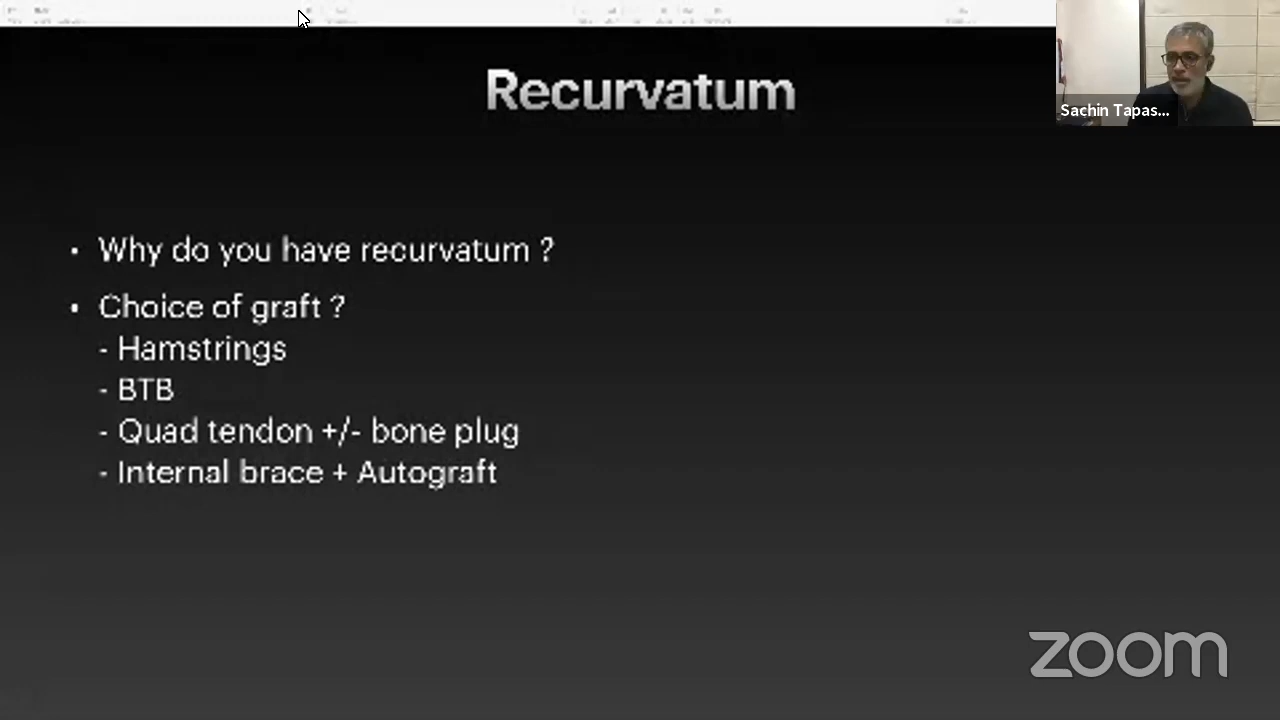 Recurvatum
Sachin Tapas...
• Why do you have recurvatum ?
• Choice of graft ?
- Hamstrings
- BTB
- Quad tendon +/- bone plug
- Internal brace + Autograft
zoom